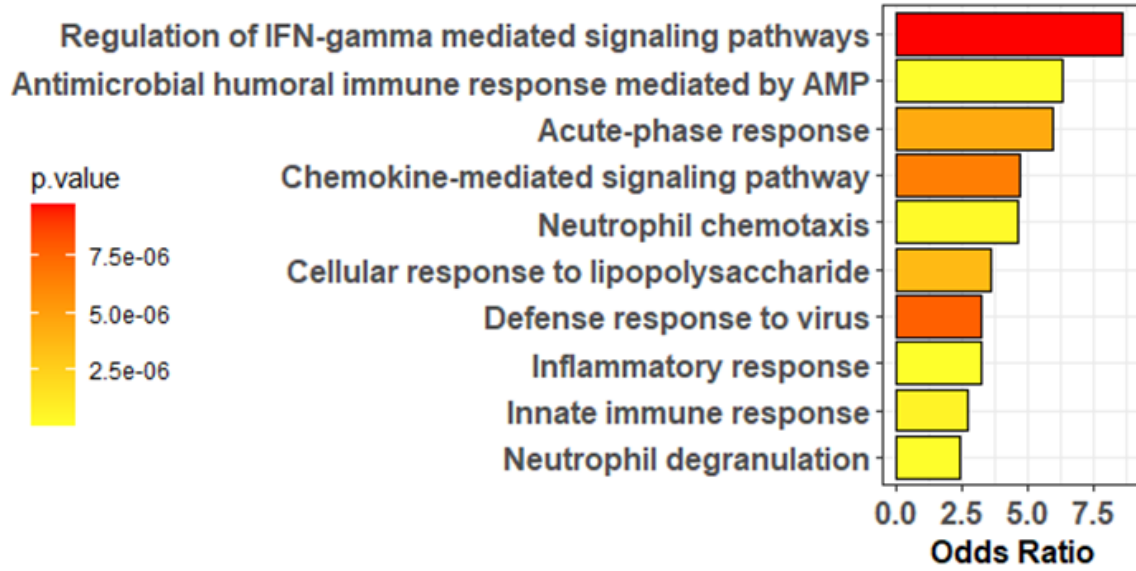 Regulation of IFN-gamma mediated signaling pathways
Antimicrobial humoral immune response mediated by AMP
Acute-phase response
Chemokine-mediated signaling pathway
Neutrophil chemotaxis
Cellular response to lipopolysaccharide
Defense response to virus
Inflammatory response
Innate immune response
Neutrophil degranulation
p.value
7.5e-06
5.0e-06
2.5e-06
0.0 2.5 5.0 7.5
Odds Ratio